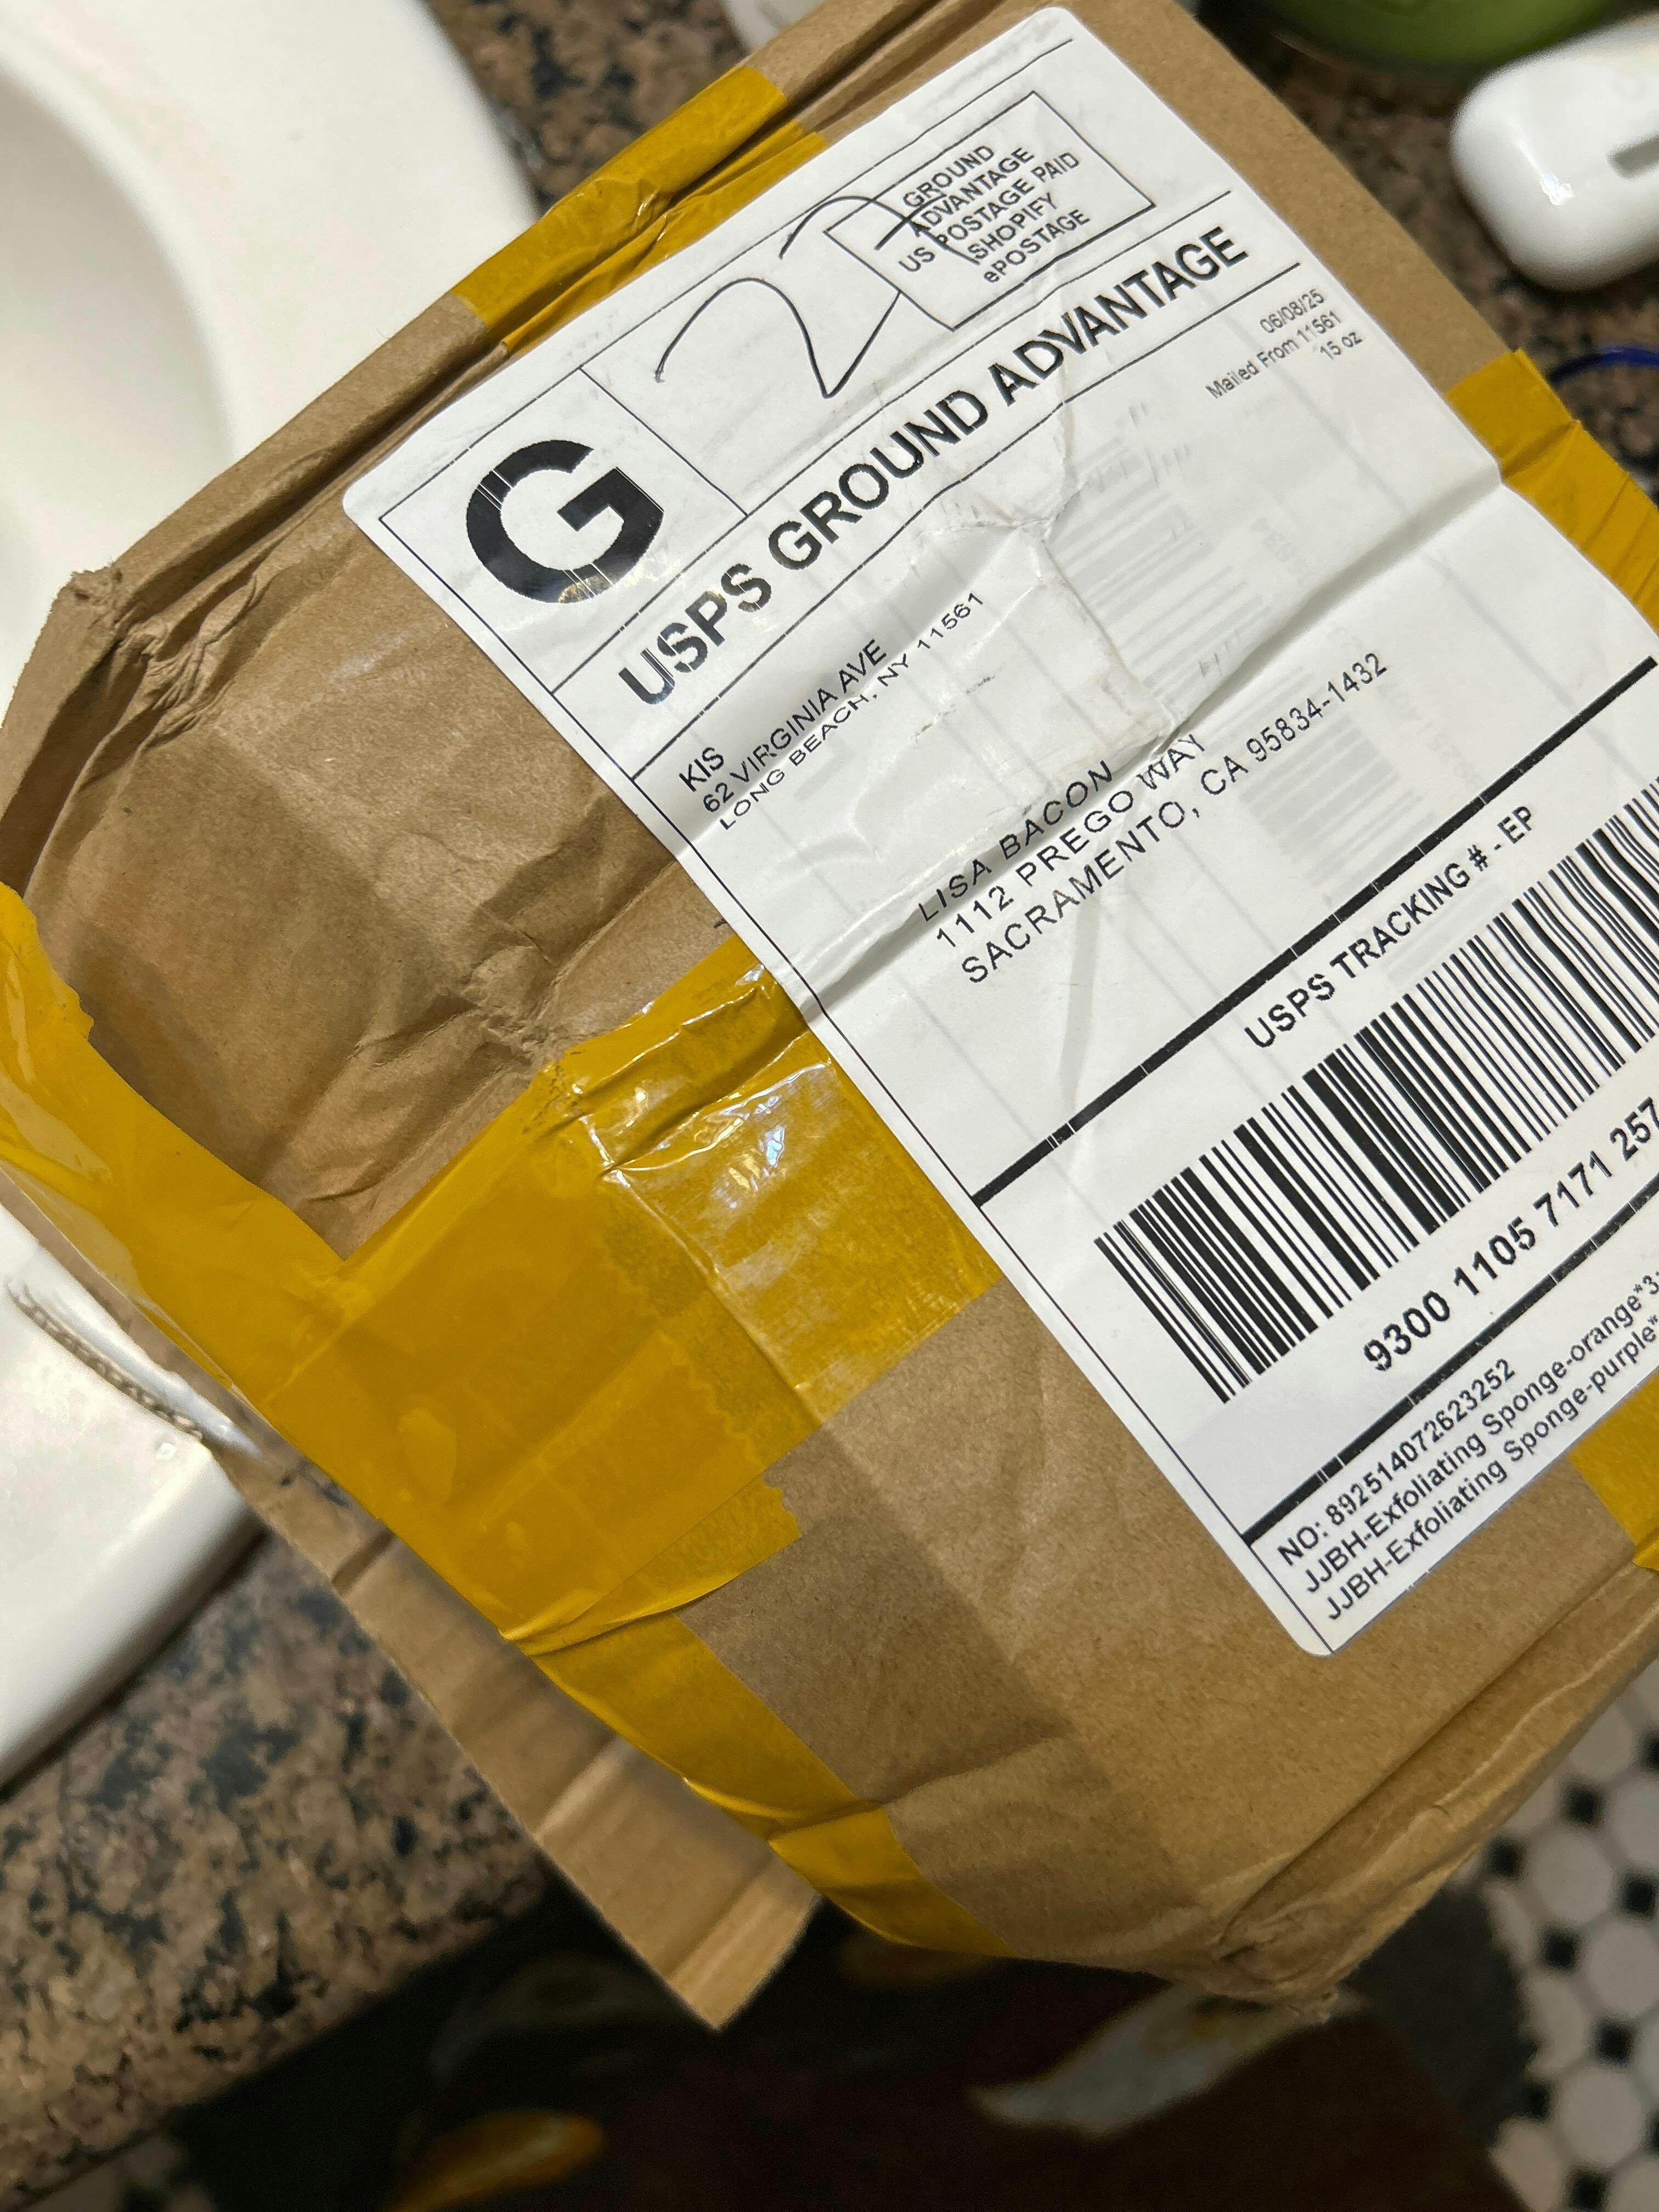 GROUND
ADVANTAGE
US POSTAGE PAID
SHOPIFY
ePOSTAGE
G
USPS GROUND ADVANTAGE
06/08/25
Mailed From 11561
15 oz
KIS
62 VIRGINIA AVE
LONG BEACH, NY 11561
LISA BACON
1112 PREGO WAY
SACRAMENTO, CA 95834-1432
USPS TRACKING # - EP
9300 1105 7171 257
NO: 8925140726232​52
JJBH-Exfoliating Sponge-orange*3
JJBH-Exfoliating Sponge-purple*